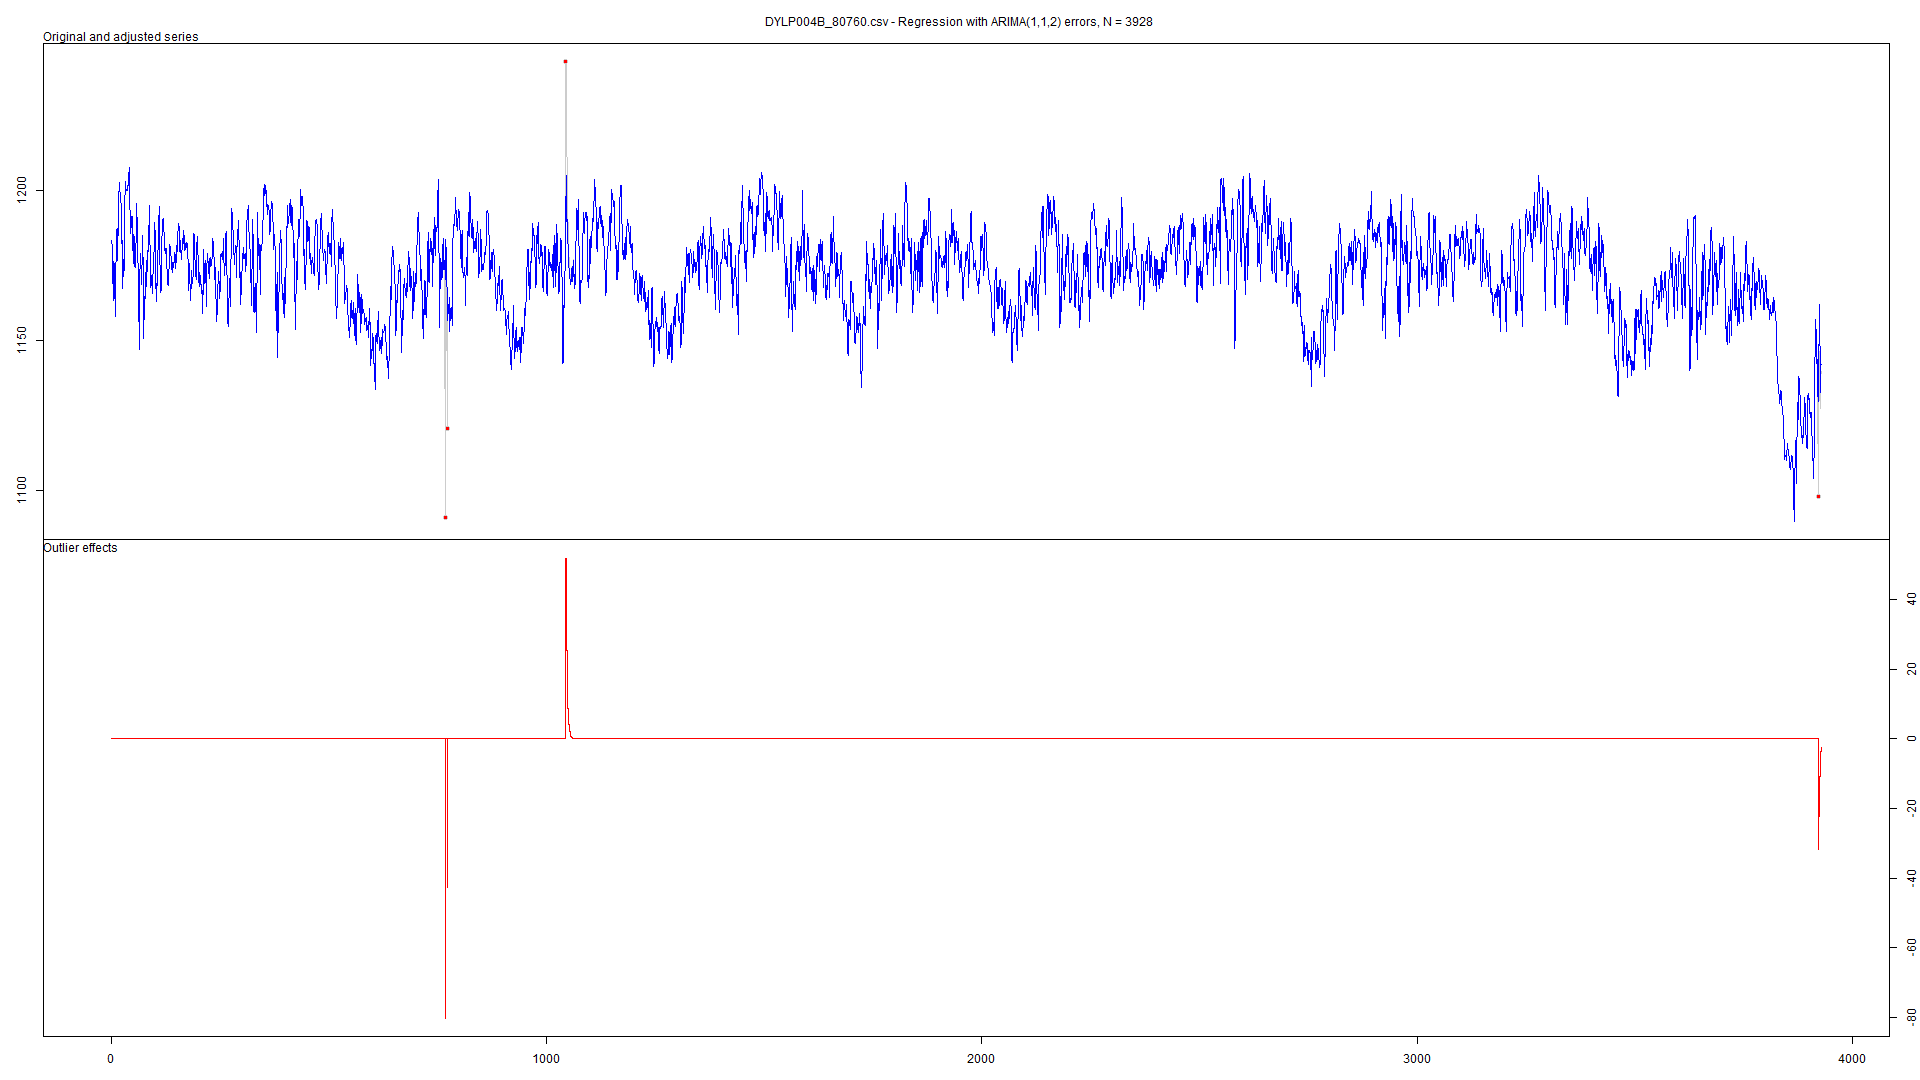 DYLP004B_80760.csv - Regression with ARIMA(1,1,2) errors, N = 3928
Original and adjusted series
1200
1150
1100
Outlier effects
40
20
0
-20
-40
-60
-80
0 1000 2000 3000 4000